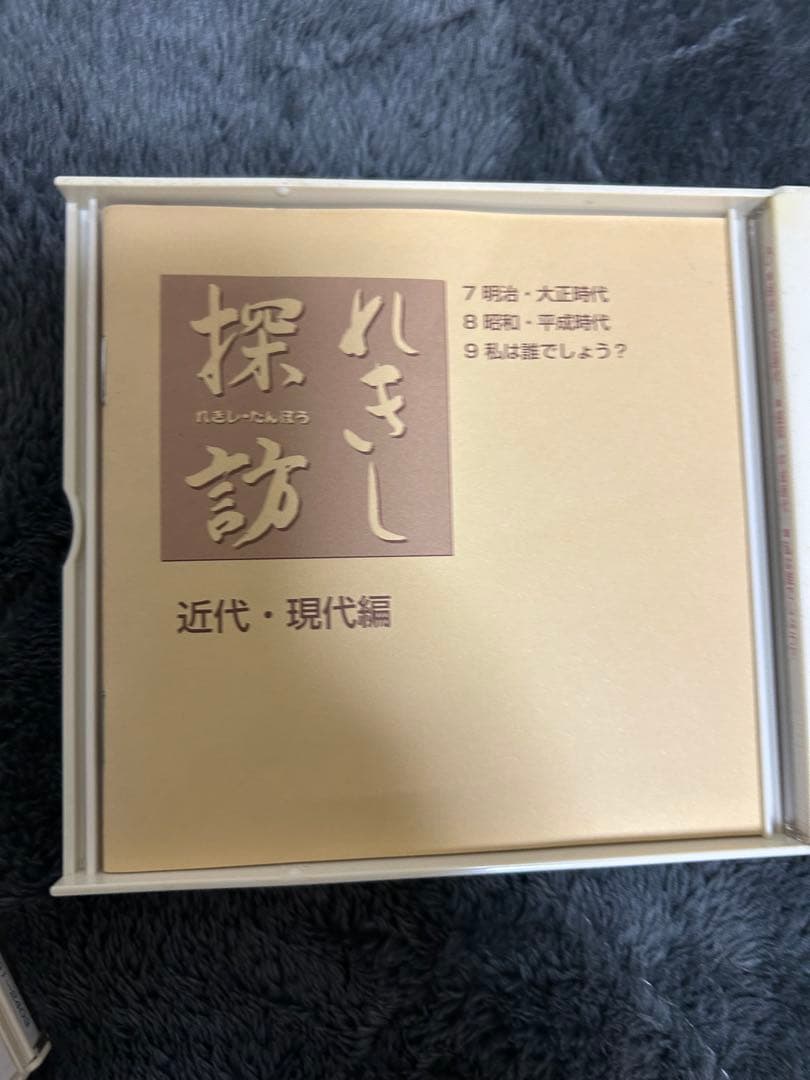 れきし
探訪
れきし・たんぼう
7 明治・大正時代
8 昭和・平成時代
9 私は誰でしょう？
近代・現代編